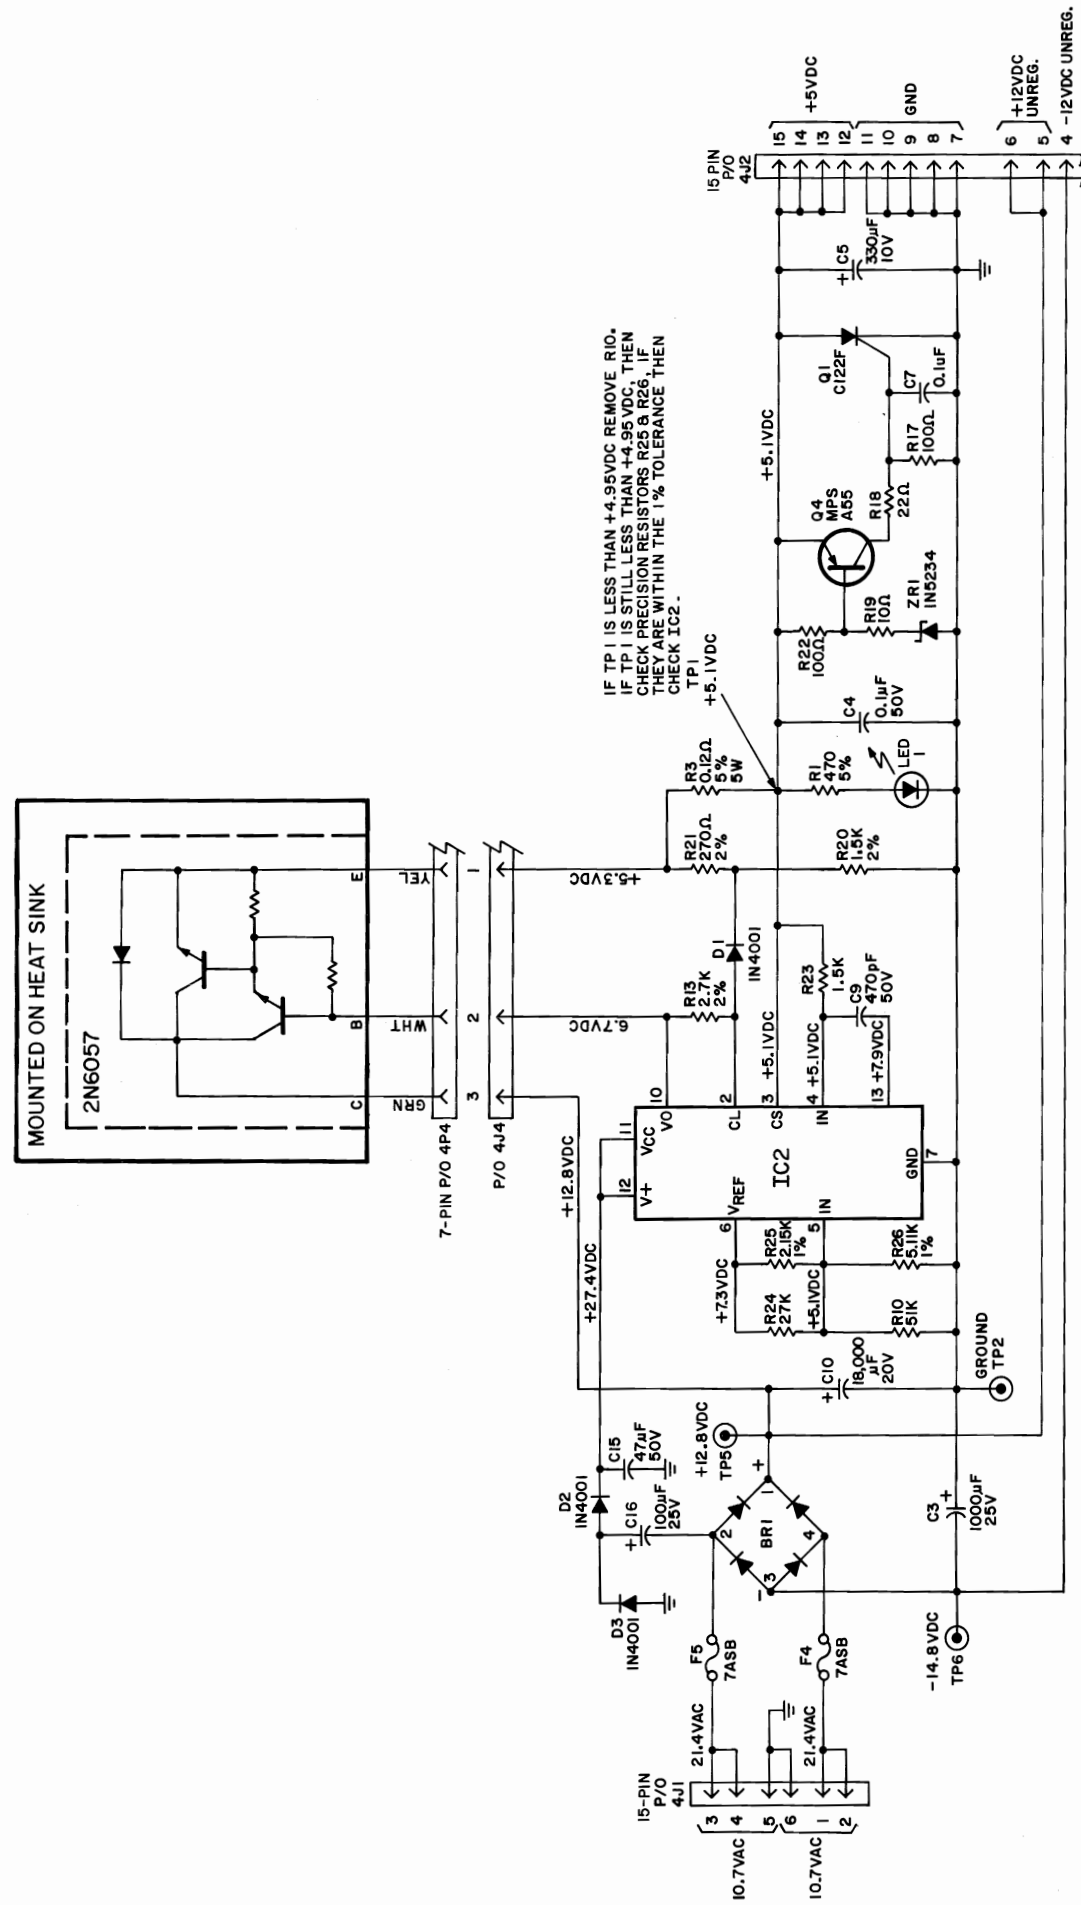 MOUNTED ON HEAT SINK
2N6057
C
B
E
GRN
WHT
YEL
7-PIN P/O 4P4
3
2
1
P/O 4J4
+12.8VDC
6.7VDC
+5.3VDC
+27.4VDC
IF TP1 IS LESS THAN +4.95VDC REMOVE R10.
IF TP1 IS STILL LESS THAN +4.95VDC, THEN
CHECK PRECISION RESISTORS R25 & R26, IF
THEY ARE WITHIN THE 1% TOLERANCE THEN
CHECK IC2.
TP1
+5.1VDC
D2
1N4001
D3
1N4001
C15
47µF
50V
+
C16
100µF
25V
15-PIN
P/O
4J1
3
4
5
6
1
2
10.7VAC
10.7VAC
21.4VAC
21.4VAC
F5
7ASB
F4
7ASB
BR1
2
1
4
3
+
–
+12.8VDC
TP5
+
C10
18,000
µF
20V
-14.8VDC
TP6
C3
+
1000µF
25V
GROUND
TP2
12
11
V+
VCC
10
VO
2
CL
3
CS
4
IN
13
6
VREF
5
IN
IC2
GND
7
+7.3VDC
R24
27K
R25
2.15K
1%
+5.1VDC
R10
51K
R26
5.11K
1%
R13
2.7K
2%
D1
1N4001
+5.1VDC
+5.1VDC
R23
1.5K
+7.9VDC
C9
470pF
50V
R21
270Ω
2%
R3
0.12Ω
5%
5W
R20
1.5K
2%
R1
470
5%
LED
1
C4
0.1µF
50V
R22
100Ω
R19
10Ω
ZR1
1N5234
Q4
MPS
A55
R18
22Ω
+5.1VDC
R17
100Ω
C7
0.1uF
Q1
C122F
+
C5
330µF
10V
15 PIN
P/O
4J2
15
14
13
12
11
10
9
8
7
6
5
4
+5VDC
GND
+12VDC
UNREG.
-12VDC UNREG.